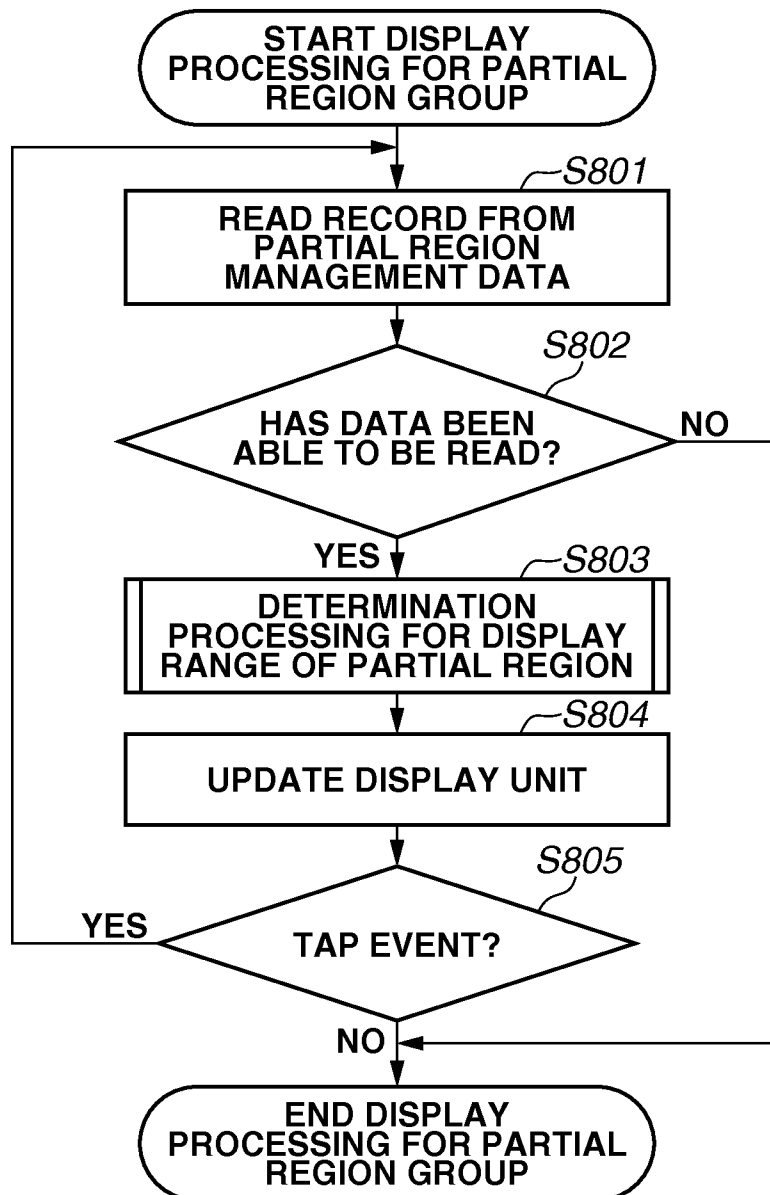 START DISPLAY
PROCESSING FOR PARTIAL
REGION GROUP
S801
READ RECORD FROM
PARTIAL REGION
MANAGEMENT DATA
S802
HAS DATA BEEN
ABLE TO BE READ?
NO
YES
S803
DETERMINATION
PROCESSING FOR DISPLAY
RANGE OF PARTIAL REGION
S804
UPDATE DISPLAY UNIT
S805
YES
TAP EVENT?
NO
END DISPLAY
PROCESSING FOR PARTIAL
REGION GROUP